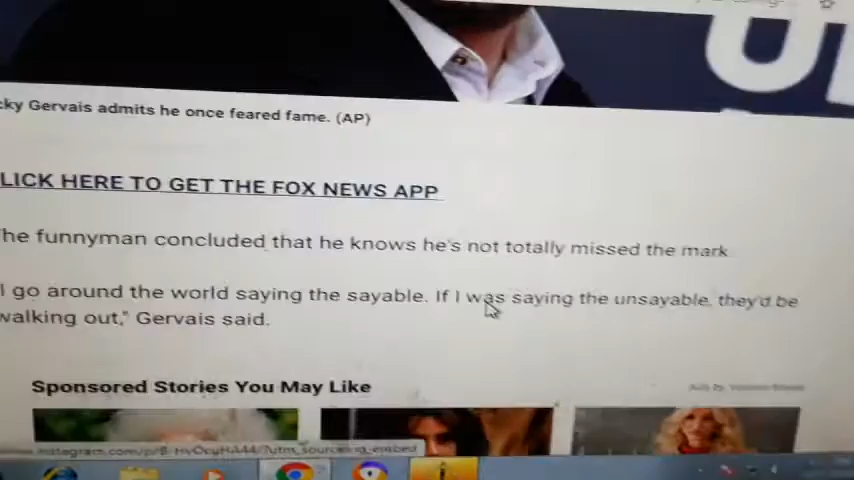 cky Gervais admits he once feared fame. (AP)
LICK HERE TO GET THE FOX NEWS APP
he funnyman concluded that he knows he's not totally missed the mark.
I go around the world saying the sayable. If I was saying the unsayable, they'd be
walking out," Gervais said.
Sponsored Stories You May Like